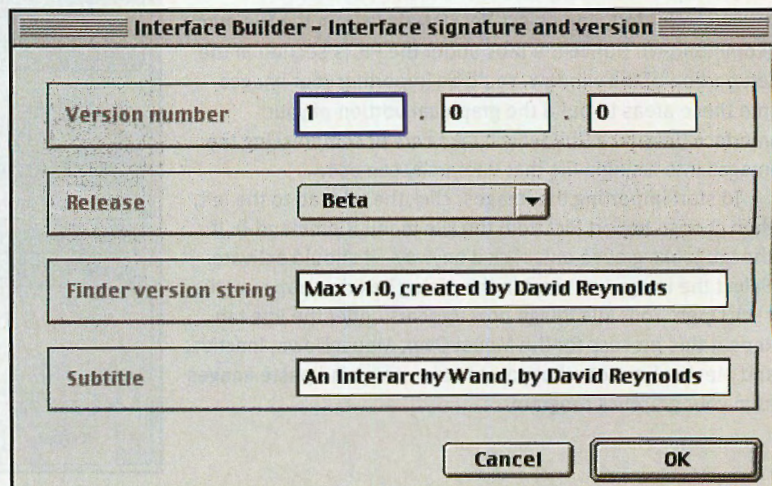 Interface Builder – Interface signature and version
Version number 1 . 0 . 0
Release Beta
Finder version string Max v1.0, created by David Reynolds
Subtitle An Interarchy Wand, by David Reynolds
Cancel OK